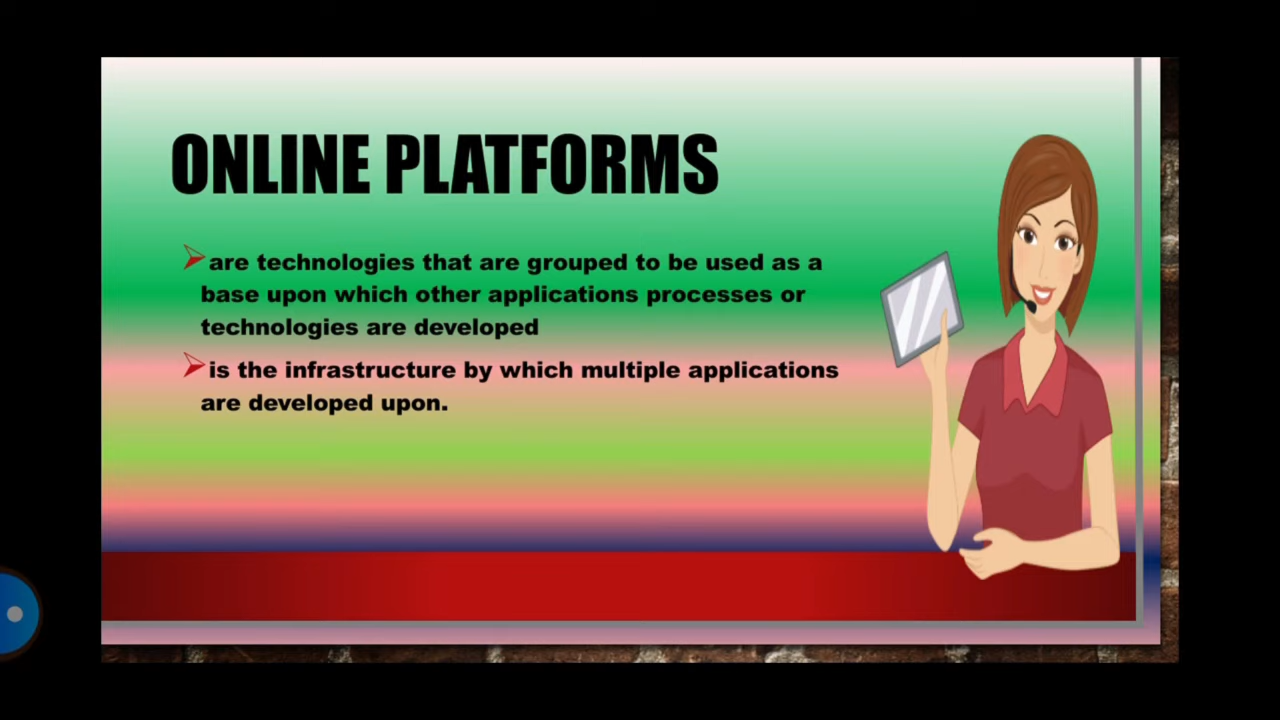 ONLINE PLATFORMS
are technologies that are grouped to be used as a
base upon which other applications processes or
technologies are developed
is the infrastructure by which multiple applications
are developed upon.